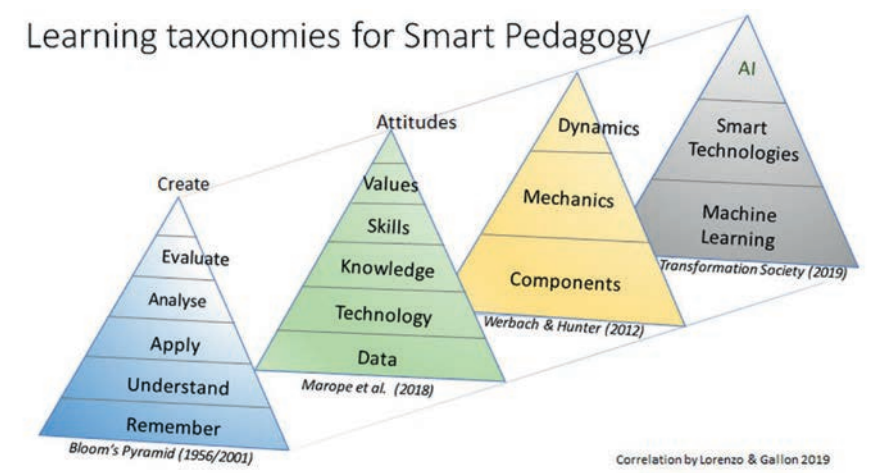 Learning taxonomies for Smart Pedagogy
Create
Evaluate
Analyse
Apply
Understand
Remember
Bloom's Pyramid (1956/2001)
Attitudes
Values
Skills
Knowledge
Technology
Data
Marope et al. (2018)
Dynamics
Mechanics
Components
Werbach & Hunter (2012)
AI
Smart
Technologies
Machine
Learning
Transformation Society (2019)
Correlation by Lorenzo & Gallon 2019